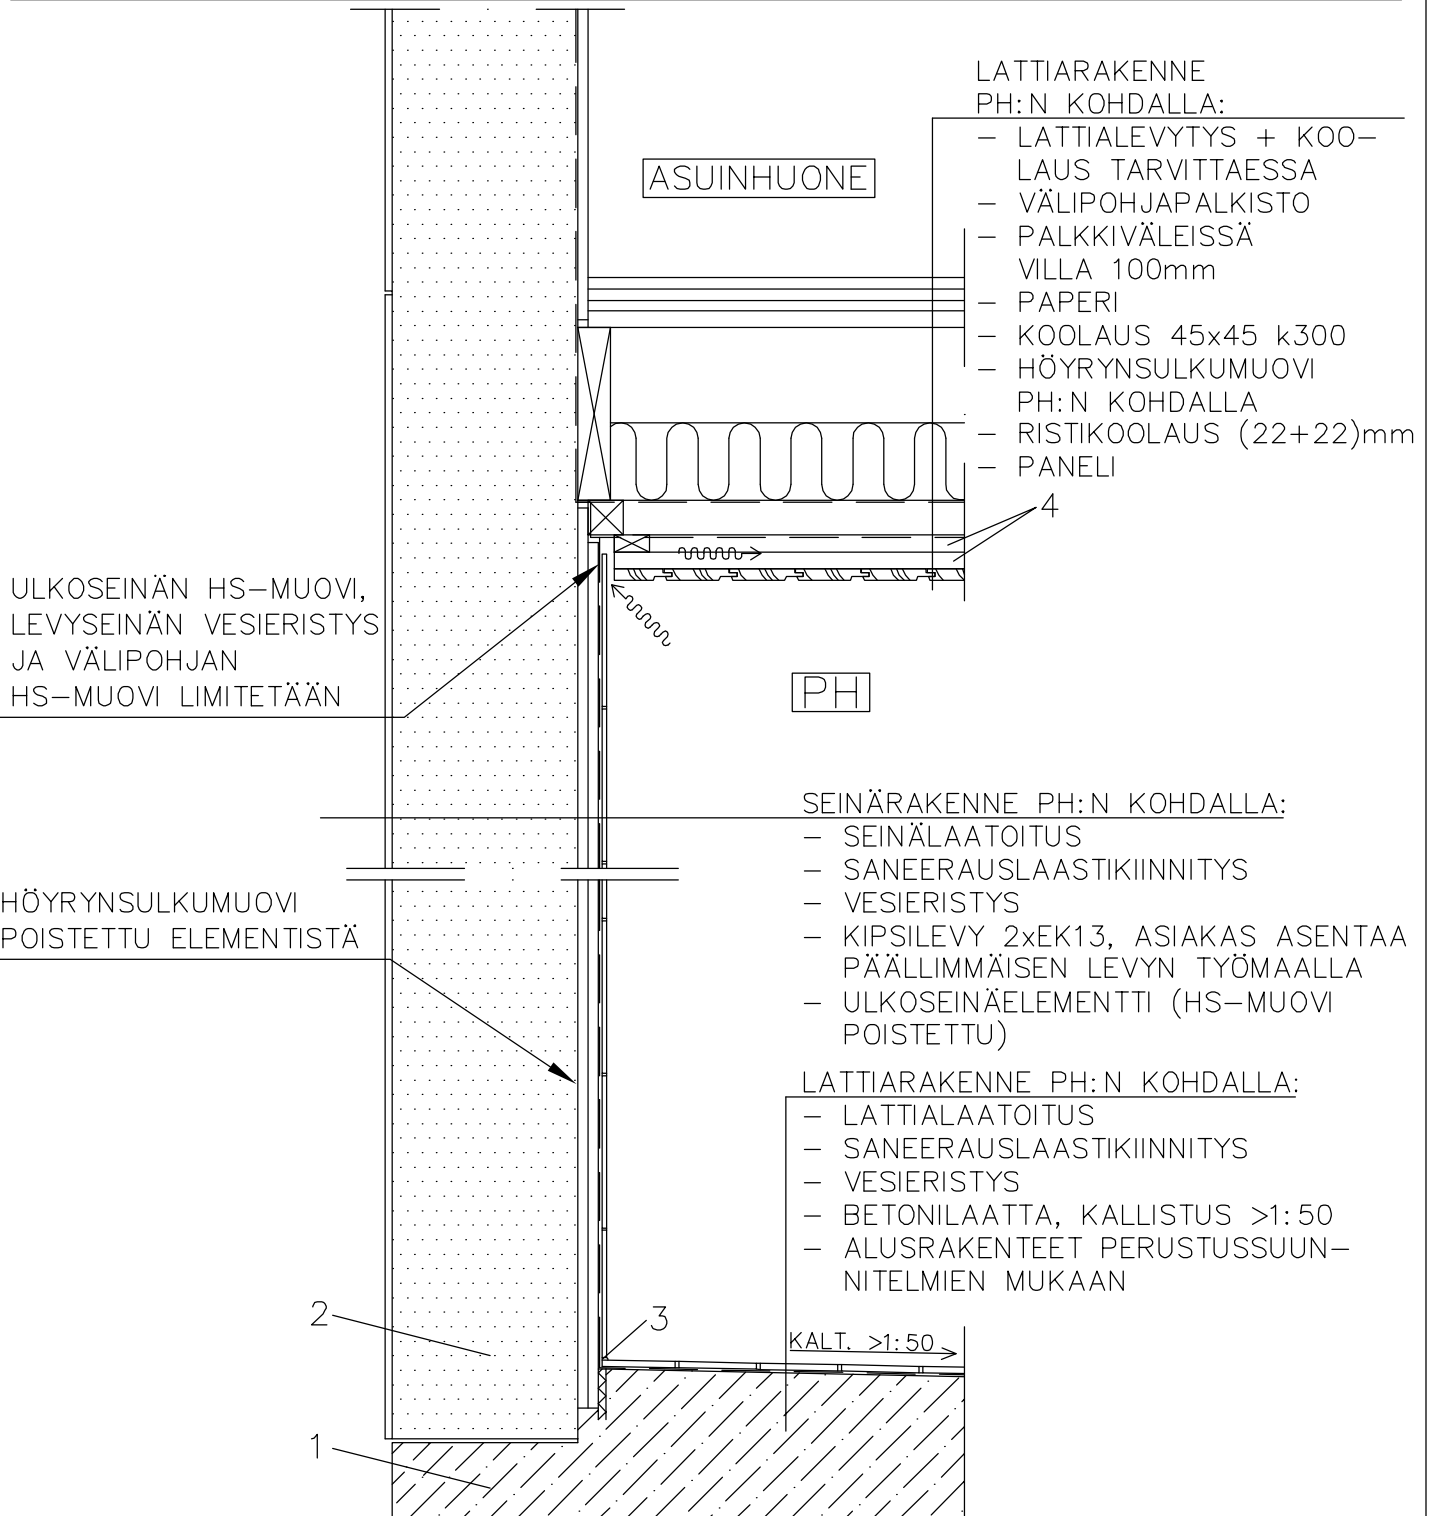 LATTIARAKENNE
PH:N KOHDALLA:
– LATTIALEVYTYS + KOO–
LAUS TARVITTAESSA
– VÄLIPOHJAPALKISTO
– PALKKIVÄLEISSÄ
VILLA 100mm
– PAPERI
– KOOLAUS 45x45 k300
– HÖYRYNSULKUMUOVI
PH:N KOHDALLA
– RISTIKOOLAUS (22+22)mm
– PANELI
ASUINHUONE
4
ULKOSEINÄN HS–MUOVI,
LEVYSEINÄN VESIERISTYS
JA VÄLIPOHJAN
HS–MUOVI LIMITETÄÄN
PH
SEINÄRAKENNE PH:N KOHDALLA:
– SEINÄLAATOITUS
– SANEERAUSLAASTIKIINNITYS
– VESIERISTYS
– KIPSILEVY 2xEK13, ASIAKAS ASENTAA
PÄÄLLIMMÄISEN LEVYN TYÖMAALLA
– ULKOSEINÄELEMENTTI (HS–MUOVI
POISTETTU)
HÖYRYNSULKUMUOVI
POISTETTU ELEMENTISTÄ
LATTIARAKENNE PH:N KOHDALLA:
– LATTIALAATOITUS
– SANEERAUSLAASTIKIINNITYS
– VESIERISTYS
– BETONILAATTA, KALLISTUS >1:50
– ALUSRAKENTEET PERUSTUSSUUN–
NITELMIEN MUKAAN
2
3
KALT. >1:50
1